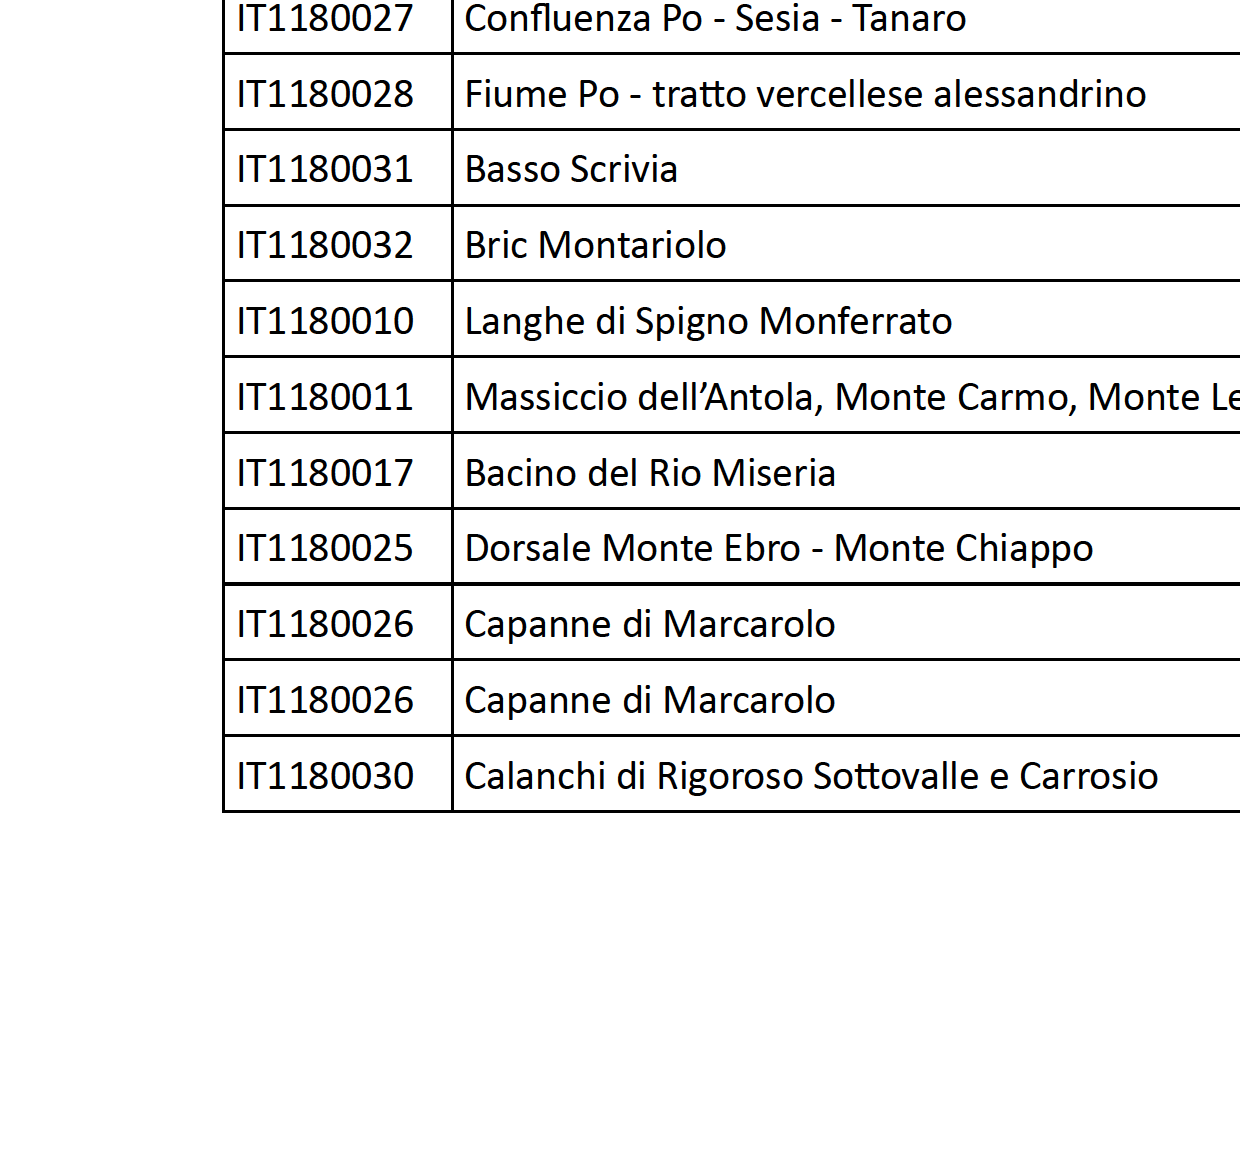 IT1180027 Confluenza Po - Sesia - Tanaro
IT1180028 Fiume Po - tratto vercellese alessandrino
IT1180031 Basso Scrivia
IT1180032 Bric Montariolo
IT1180010 Langhe di Spigno Monferrato
IT1180011 Massiccio dell’Antola, Monte Carmo, Monte
IT1180017 Bacino del Rio Miseria
IT1180025 Dorsale Monte Ebro - Monte Chiappo
IT1180026 Capanne di Marcarolo
IT1180026 Capanne di Marcarolo
IT1180030 Calanchi di Rigoroso Sottovalle e Carrosio